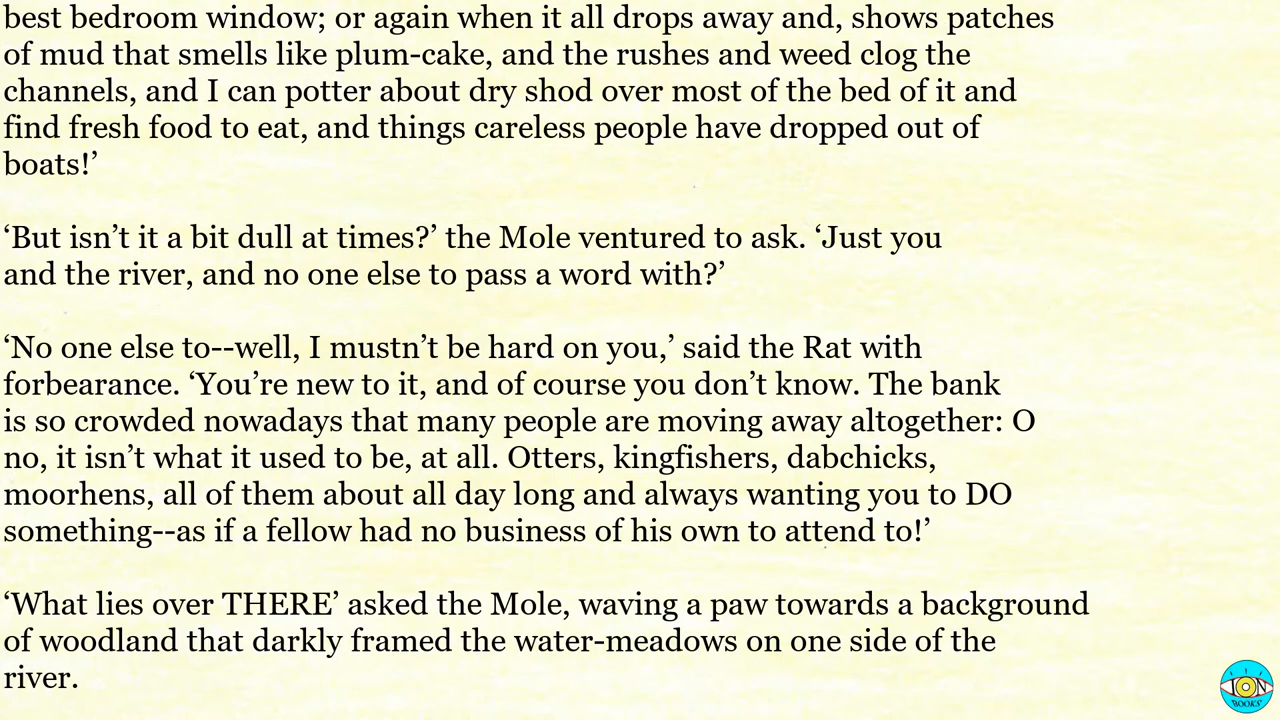 best bedroom window; or again when it all drops away and, shows patches
of mud that smells like plum-cake, and the rushes and weed clog the
channels, and I can potter about dry shod over most of the bed of it and
find fresh food to eat, and things careless people have dropped out of
boats!’

‘But isn’t it a bit dull at times?’ the Mole ventured to ask. ‘Just you
and the river, and no one else to pass a word with?’

‘No one else to--well, I mustn’t be hard on you,’ said the Rat with
forbearance. ‘You’re new to it, and of course you don’t know. The bank
is so crowded nowadays that many people are moving away altogether: O
no, it isn’t what it used to be, at all. Otters, kingfishers, dabchicks,
moorhens, all of them about all day long and always wanting you to DO
something--as if a fellow had no business of his own to attend to!’

‘What lies over THERE’ asked the Mole, waving a paw towards a background
of woodland that darkly framed the water-meadows on one side of the
river.
ION
BOOKS